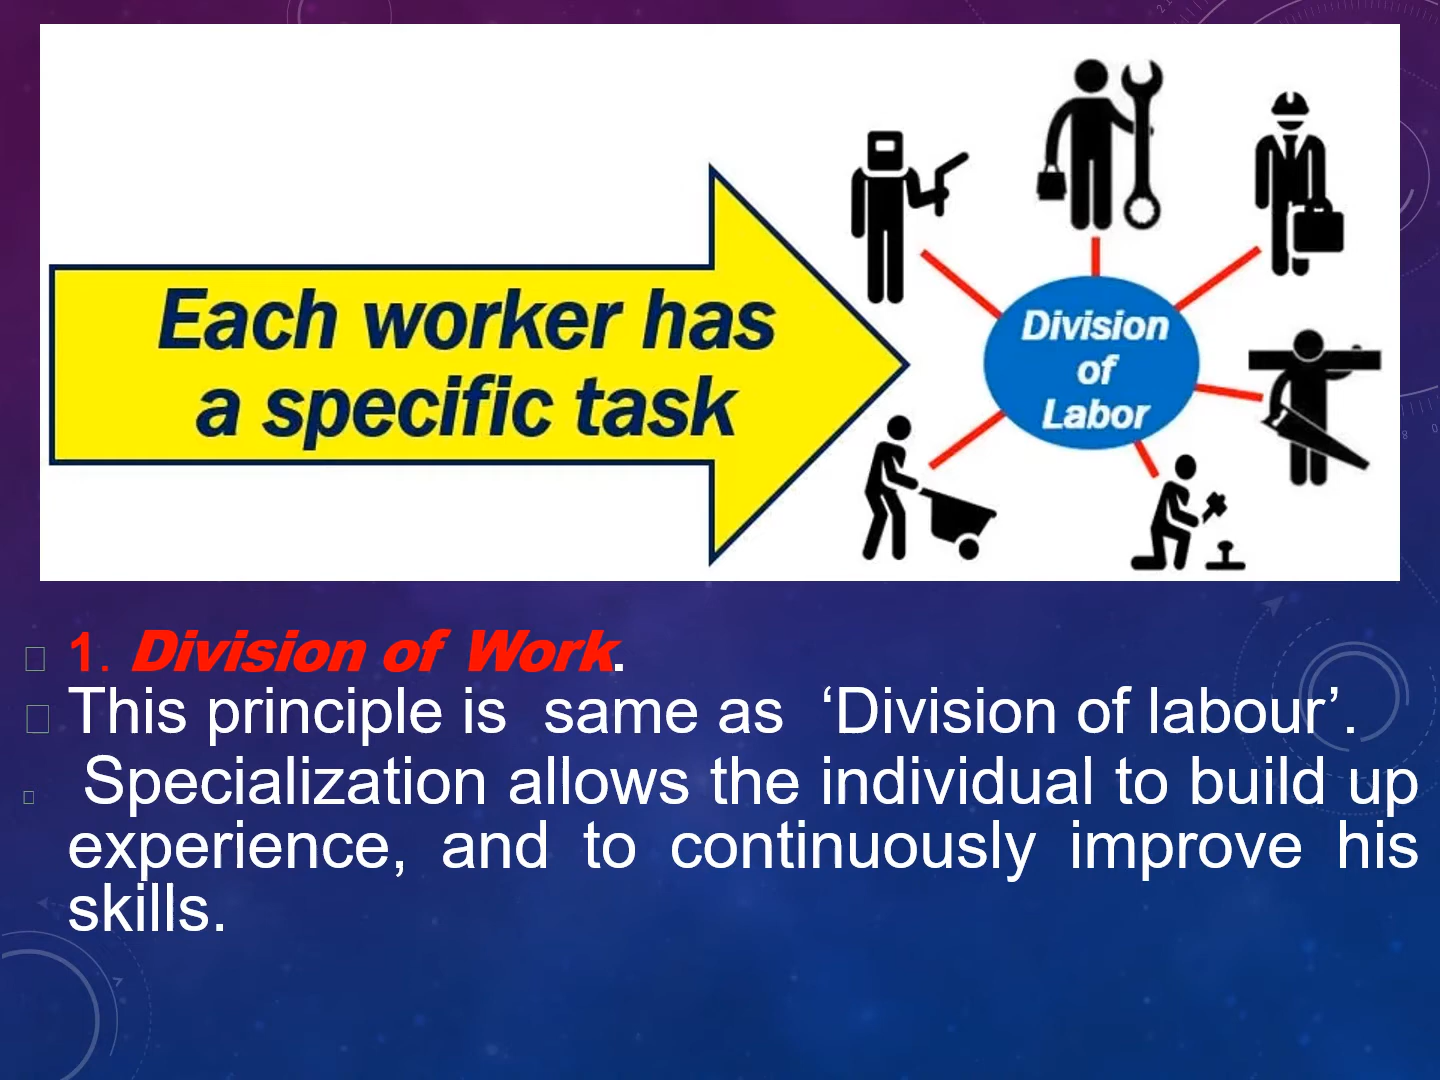 Each worker has
a specific task
Division
of
Labor
1. Division of Work.
This principle is  same as  ‘Division of labour’.
Specialization allows the individual to build up
experience, and to continuously improve his
skills.